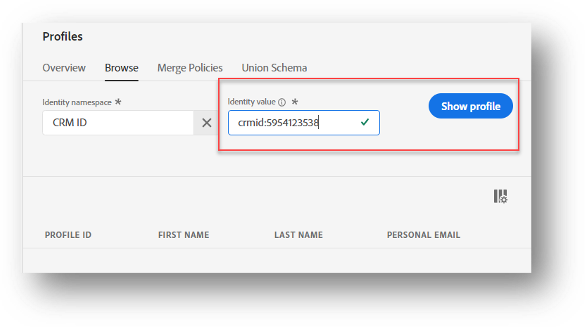 Profiles
Overview Browse Merge Policies Union Schema
Identity namespace * Identity value * Show profile
CRM ID crmid:5954123538
PROFILE ID FIRST NAME LAST NAME PERSONAL EMAIL